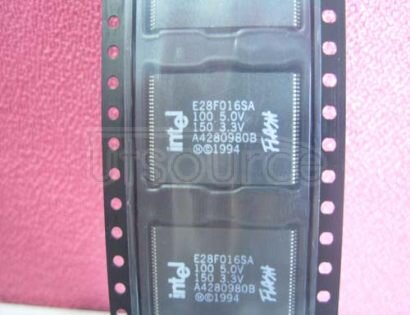 intel
E28F016SA
100 5.0V
150 3.3V
A4280980B
ⓜ©1994
FLASH
intel
E28F016SA
100 5.0V
150 3.3V
A4280980B
ⓜ©1994
FLASH
utsource